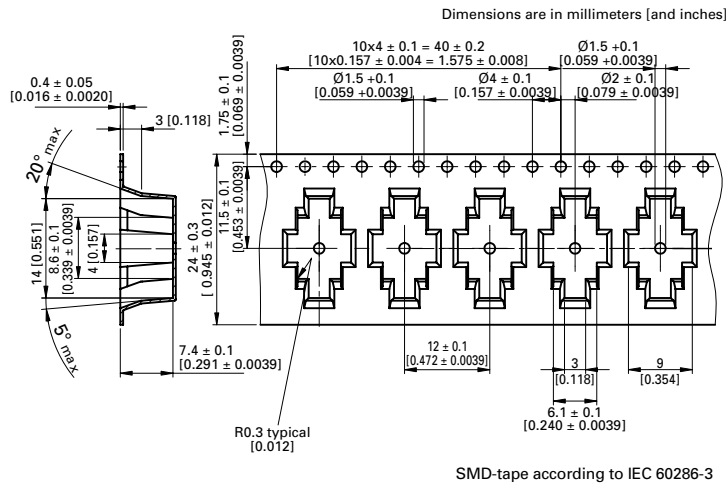 Dimensions are in millimeters [and inches]
10x4 ± 0.1 = 40 ± 0.2
[10x0.157 ± 0.004 = 1.575 ± 0.008]
Ø1.5 +0.1
[0.059 +0.0039]
0.4 ± 0.05
[0.016 ± 0.0020]
1.75 ± 0.1
[0.069 ± 0.0039]
Ø1.5 +0.1
[0.059 +0.0039]
Ø4 ± 0.1
[0.157 ± 0.0039]
Ø2 ± 0.1
[0.079 ± 0.0039]
3 [0.118]
20° max
14 [0.551]
8.6 ± 0.1
[0.339 ± 0.0039]
4 [0.157]
24 ± 0.3
[ 0.945 ± 0.012]
11.5 ± 0.1
[0.453 ± 0.0039]
5° max
7.4 ± 0.1
[0.291 ± 0.0039]
12 ± 0.1
[0.472 ± 0.0039]
3
[0.118]
9
[0.354]
6.1 ± 0.1
[0.240 ± 0.0039]
R0.3 typical
[0.012]
SMD-tape according to IEC 60286-3